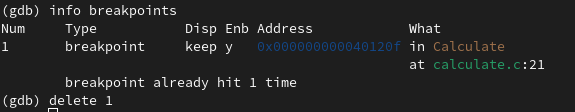 (gdb) info breakpoints
Num     Type           Disp Enb Address            What
1       breakpoint     keep y   0x000000000040120f in Calculate
                                                   at calculate.c:21
        breakpoint already hit 1 time
(gdb) delete 1